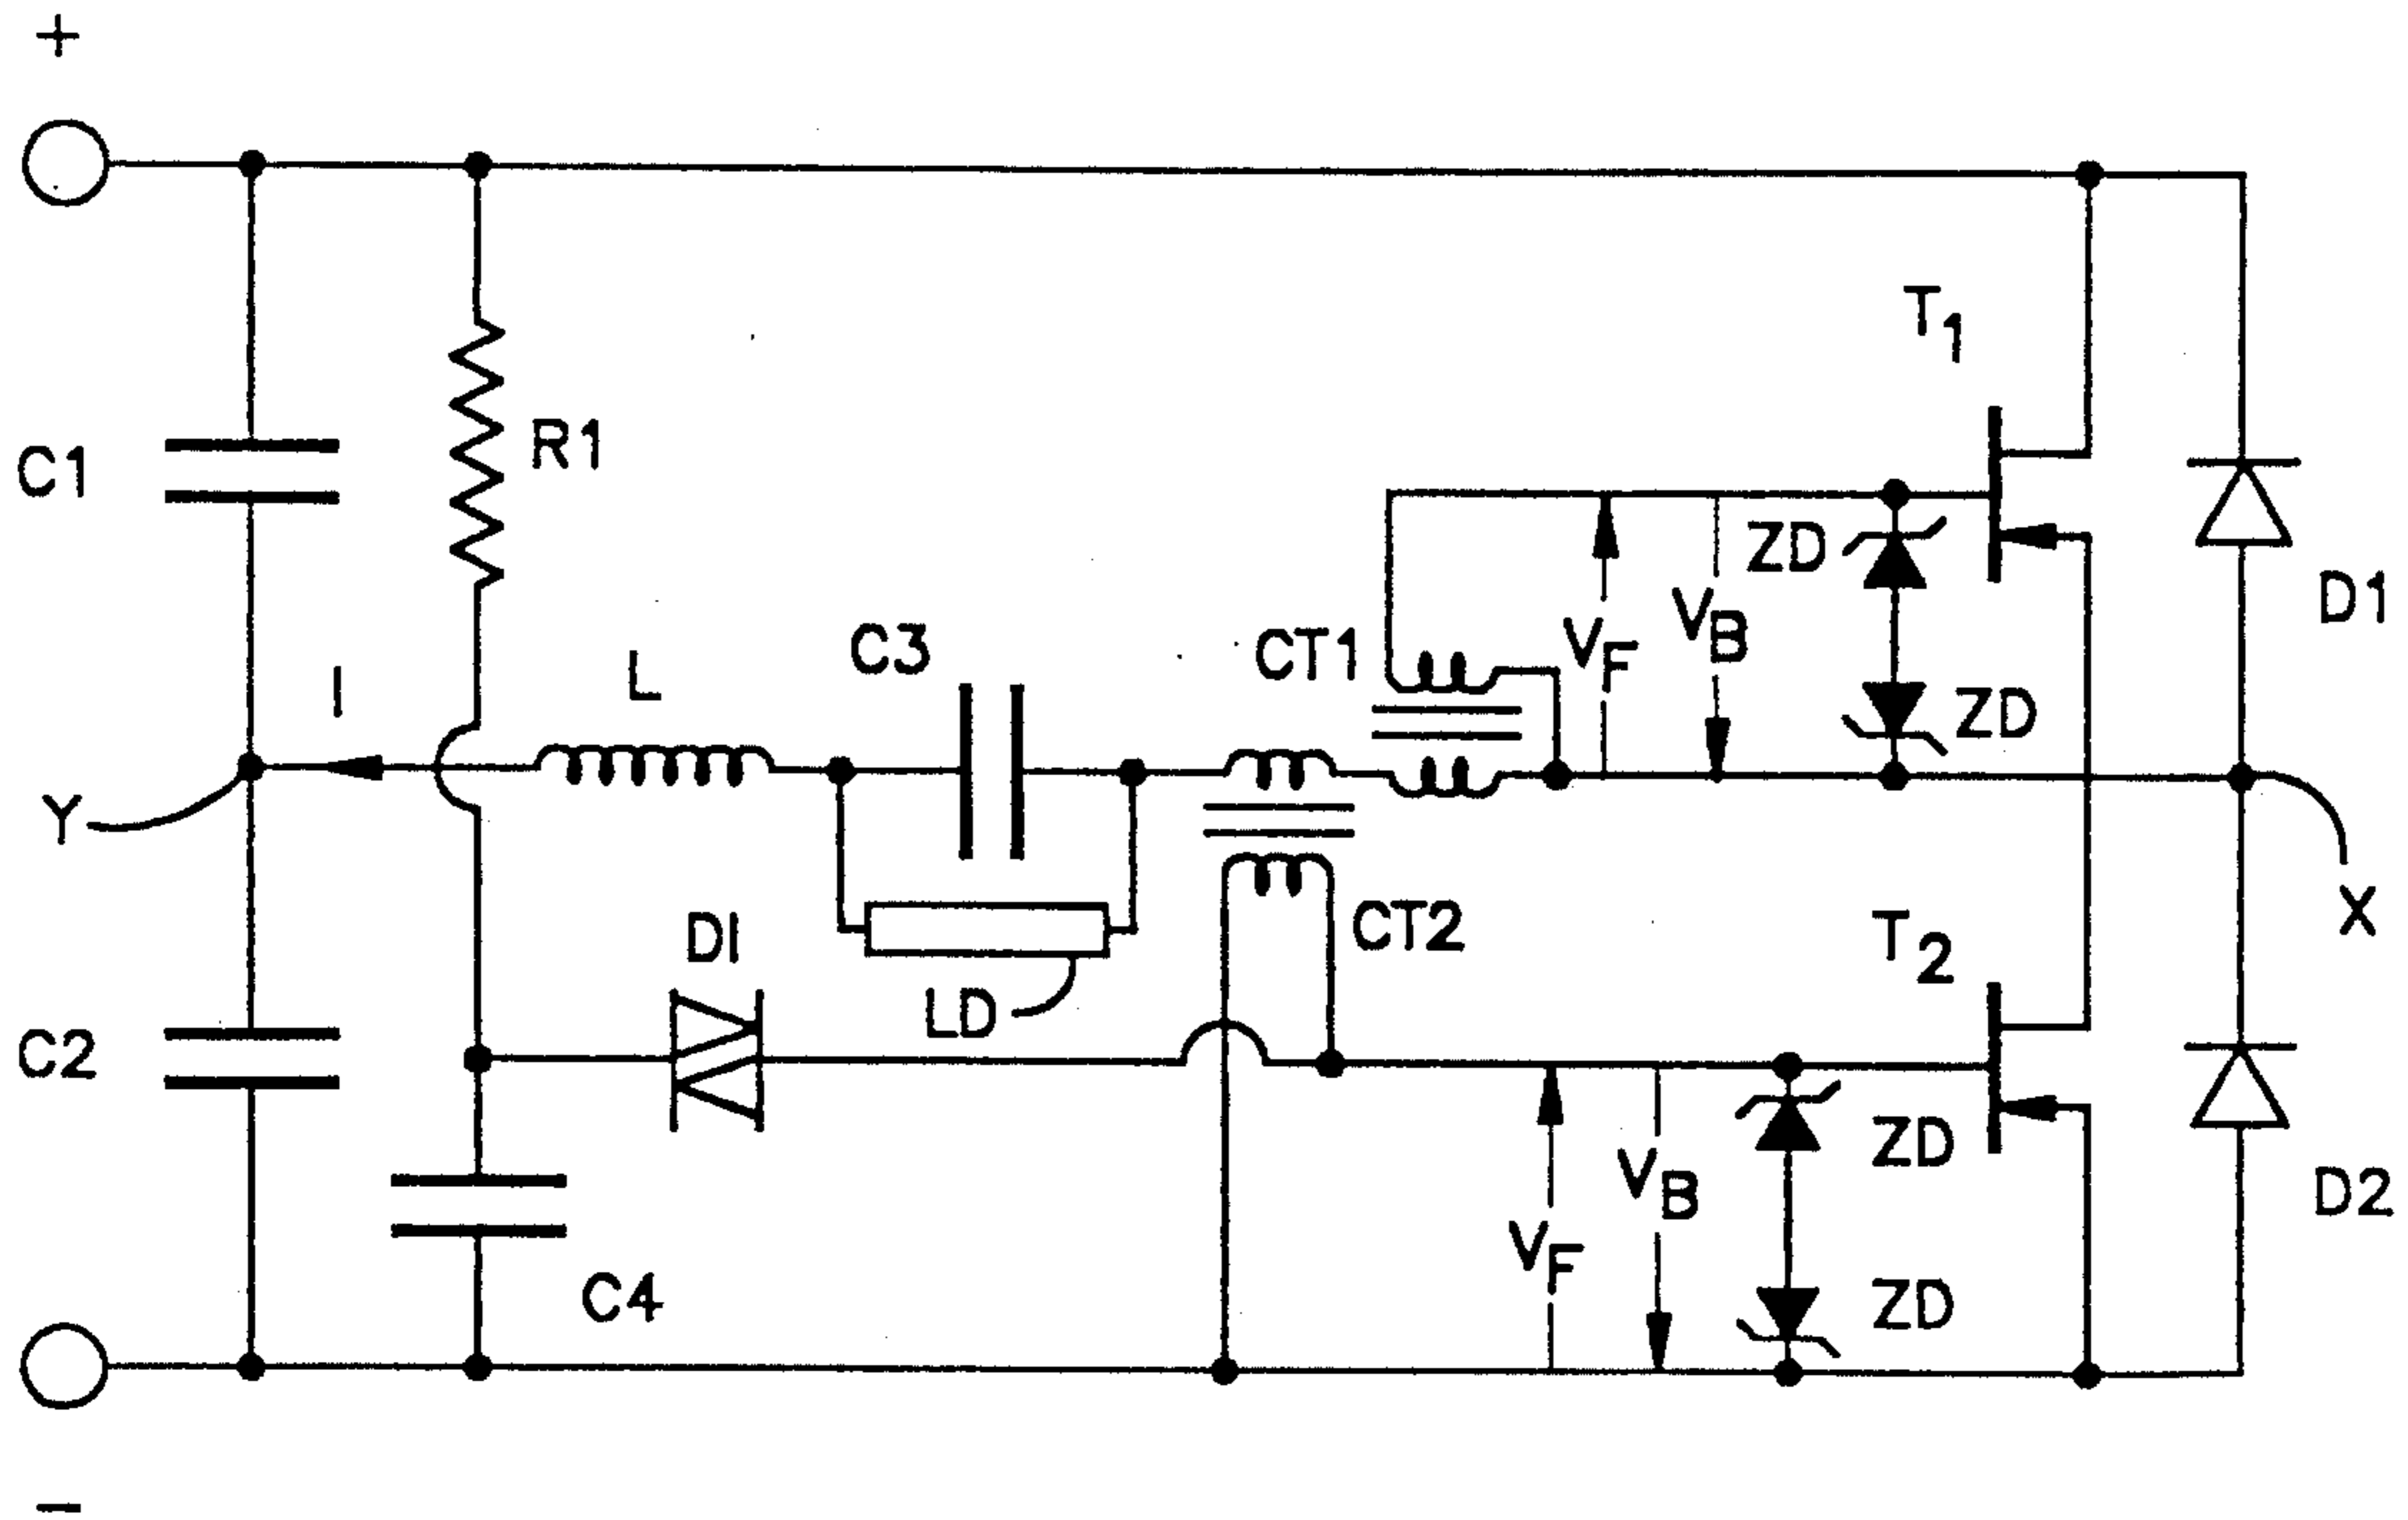 +
T1
C1
R1
ZD
D1
VF
VB
C3
CT1
I
L
ZD
Y
X
DI
CT2
T2
LD
C2
ZD
VB
D2
VF
C4
ZD
−